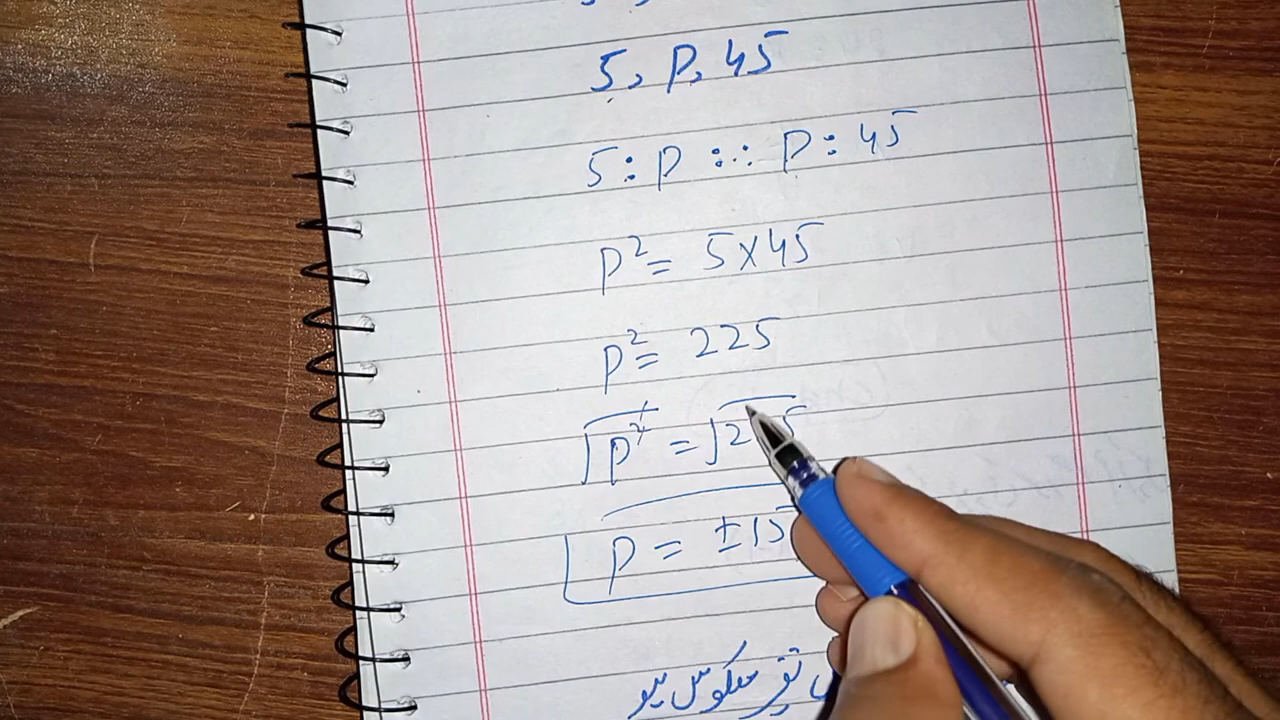 5, P, 45
5 : P :: P : 45
P² = 5×45
P² = 225
√P² = √225
P = ±15